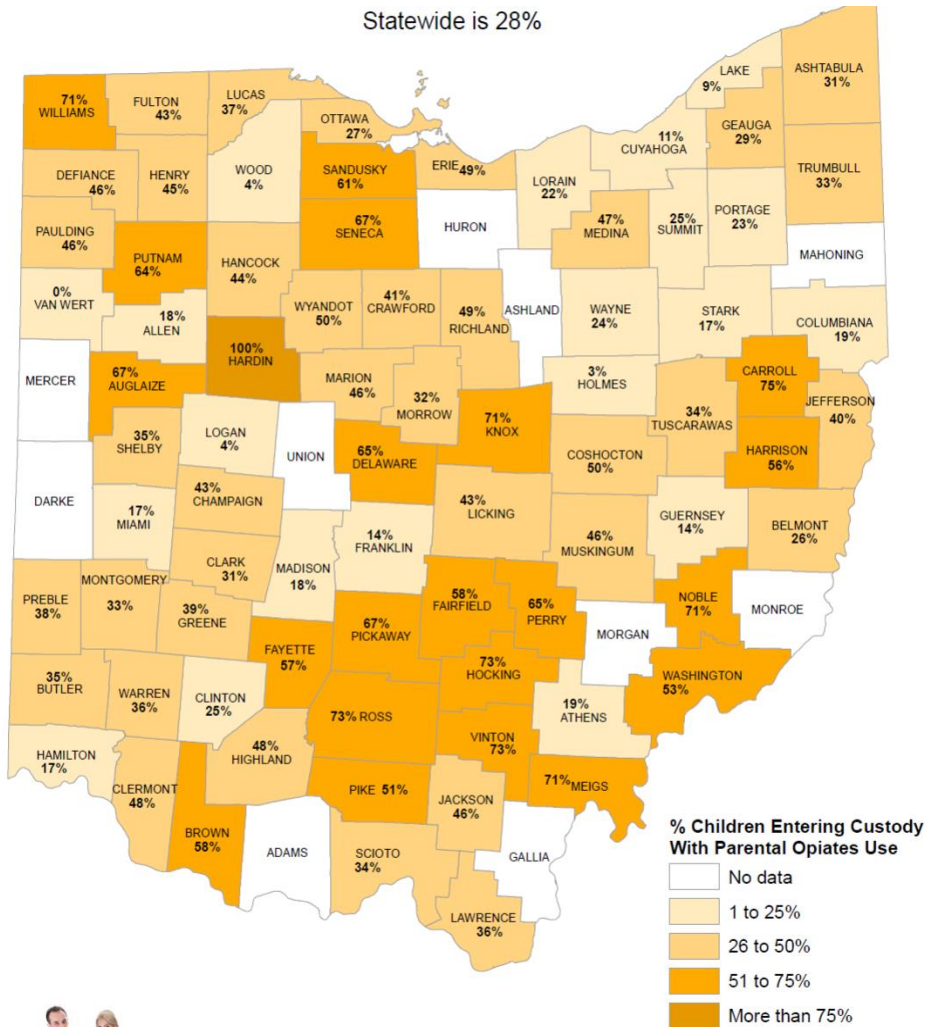 Statewide is 28%
LAKE
9%
ASHTABULA
31%
71%
WILLIAMS
FULTON
43%
LUCAS
37%
OTTAWA
27%
11%
CUYAHOGA
GEAUGA
29%
WOOD
4%
SANDUSKY
61%
ERIE 49%
LORAIN
22%
TRUMBULL
33%
DEFIANCE
46%
HENRY
45%
47%
MEDINA
25%
SUMMIT
PORTAGE
23%
PAULDING
46%
PUTNAM
64%
HANCOCK
44%
67%
SENECA
HURON
MAHONING
0%
VAN WERT
18%
ALLEN
WYANDOT
50%
41%
CRAWFORD
49%
RICHLAND
ASHLAND
WAYNE
24%
STARK
17%
COLUMBIANA
19%
MERCER
67%
AUGLAIZE
100%
HARDIN
MARION
46%
32%
MORROW
3%
HOLMES
CARROLL
75%
JEFFERSON
40%
35%
SHELBY
LOGAN
4%
UNION
65%
DELAWARE
71%
KNOX
COSHOCTON
50%
34%
TUSCARAWAS
HARRISON
56%
DARKE
17%
MIAMI
43%
CHAMPAIGN
43%
LICKING
46%
MUSKINGUM
GUERNSEY
14%
BELMONT
26%
CLARK
31%
MADISON
18%
14%
FRANKLIN
PREBLE
38%
MONTGOMERY
33%
39%
GREENE
67%
PICKAWAY
58%
FAIRFIELD
65%
PERRY
MORGAN
NOBLE
71%
MONROE
FAYETTE
57%
73%
HOCKING
WASHINGTON
53%
35%
BUTLER
WARREN
36%
CLINTON
25%
73% ROSS
19%
ATHENS
HAMILTON
17%
48%
HIGHLAND
VINTON
73%
CLERMONT
48%
PIKE 51%
71% MEIGS
BROWN
58%
ADAMS
JACKSON
46%
GALLIA
SCIOTO
34%
LAWRENCE
36%
% Children Entering Custody
With Parental Opiates Use
No data
1 to 25%
26 to 50%
51 to 75%
More than 75%